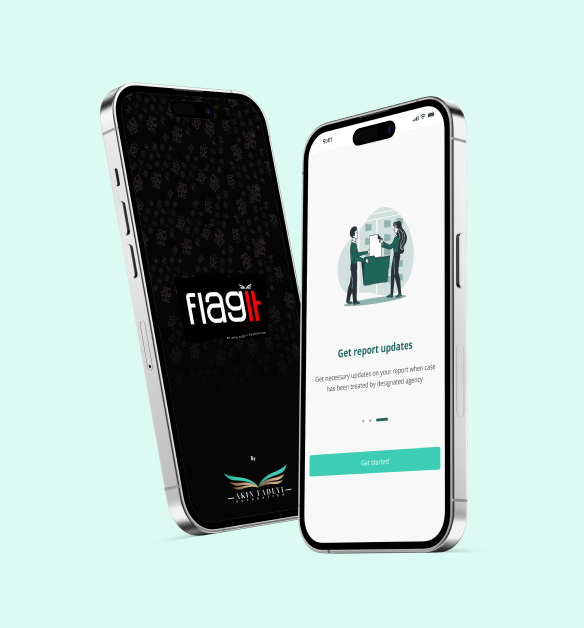 flagit
By
AKIN FADEYI
FOUNDATION
9:41
Get report updates
Get necessary updates on your report when case
has been treated by designated agency
Get started